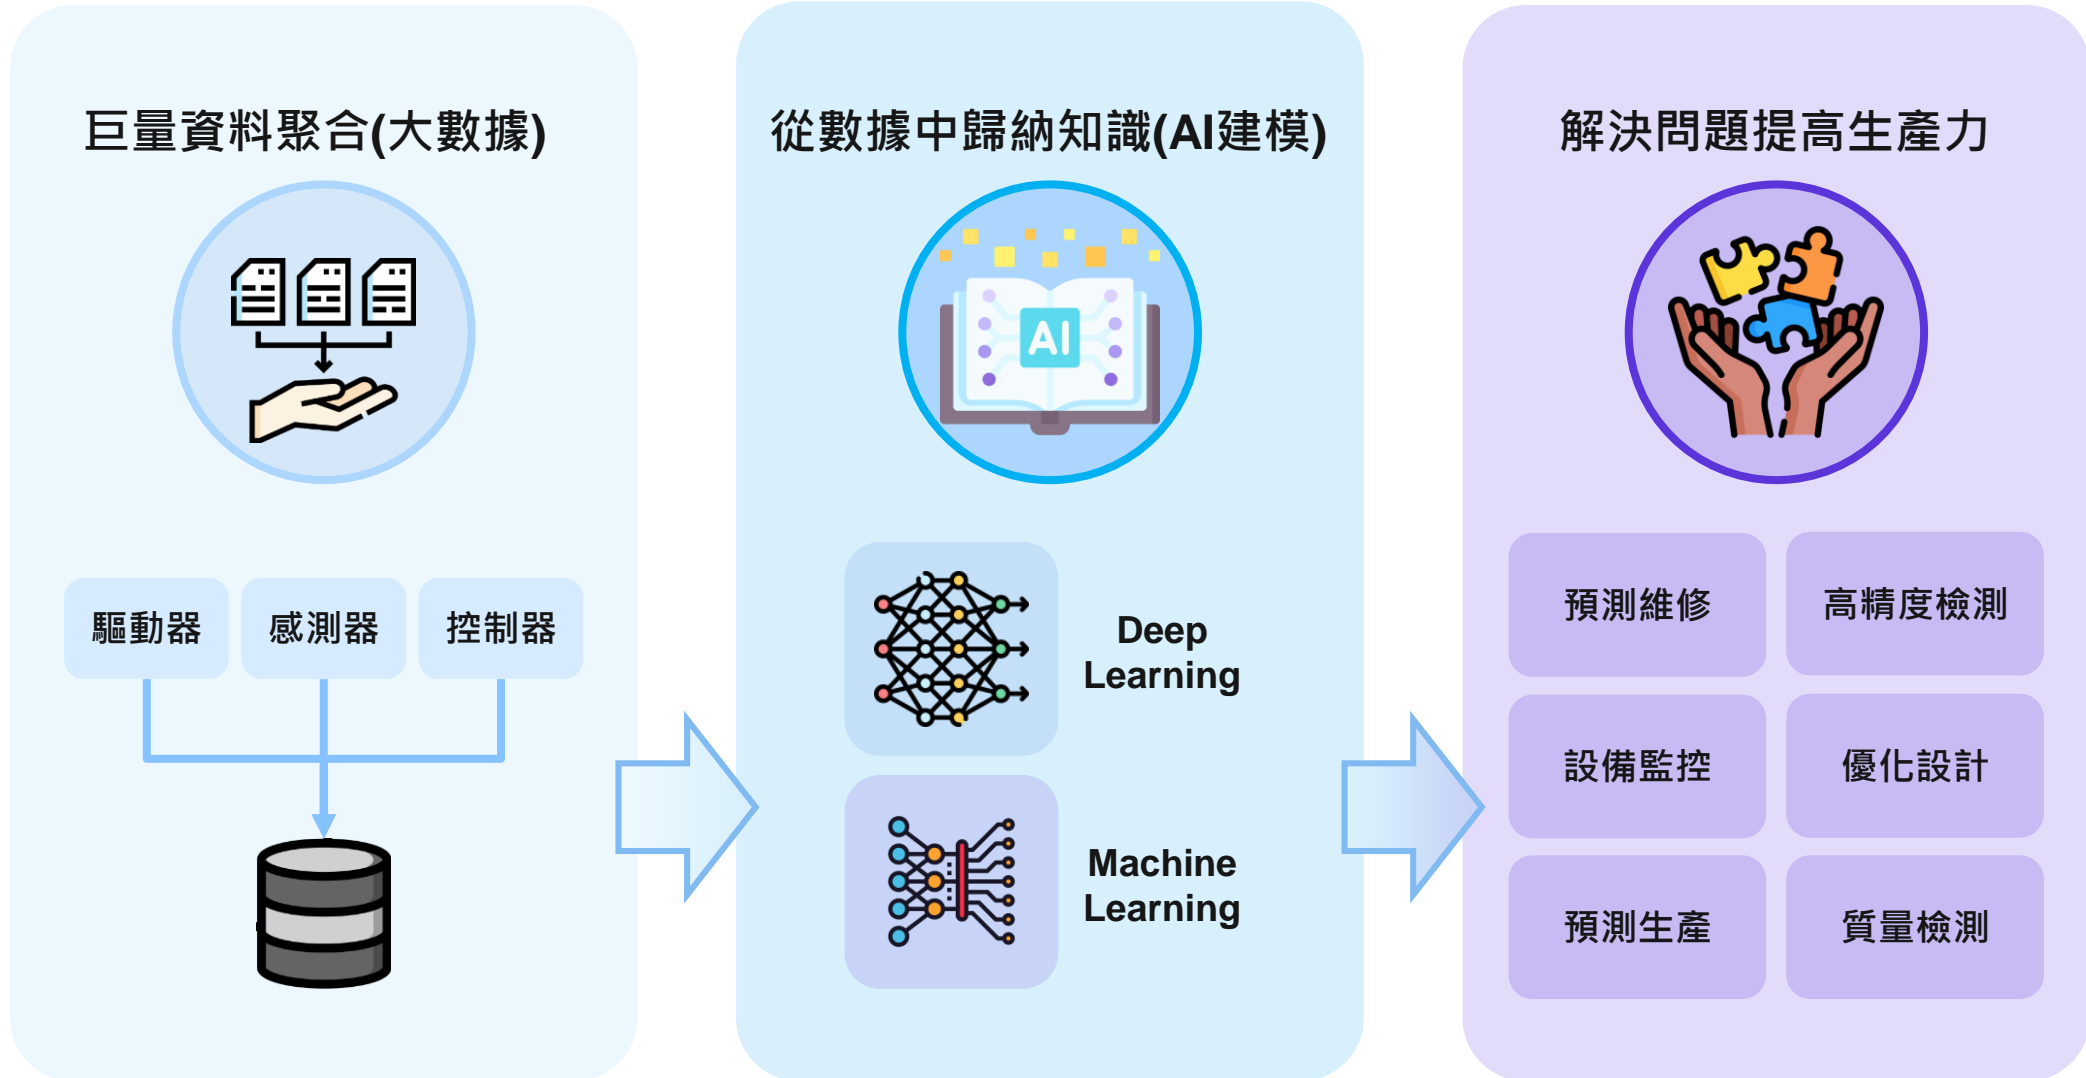 巨量資料聚合(大數據)
驅動器
感測器
控制器
從數據中歸納知識(AI建模)
AI
Deep
Learning
Machine
Learning
解決問題提高生產力
預測維修
高精度檢測
設備監控
優化設計
預測生產
質量檢測